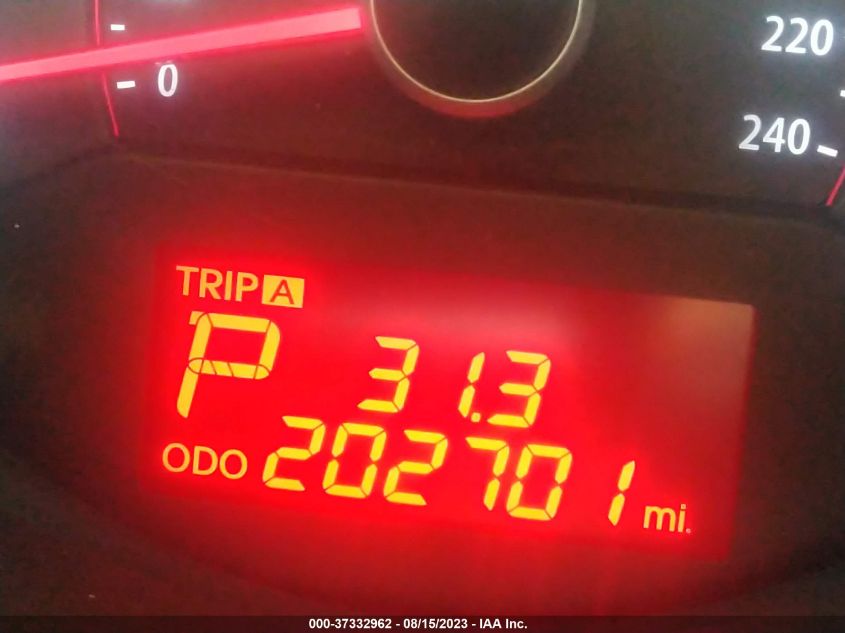 220
0
240
TRIP A
P 31.3
ODO 202701 mi.
000-37332962 - 08/15/2023 - IAA Inc.